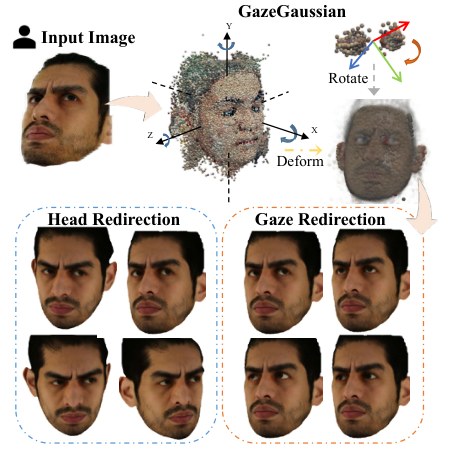 GazeGaussian
Input Image
Y
Rotate
Z
X
Deform
Head Redirection
Gaze Redirection